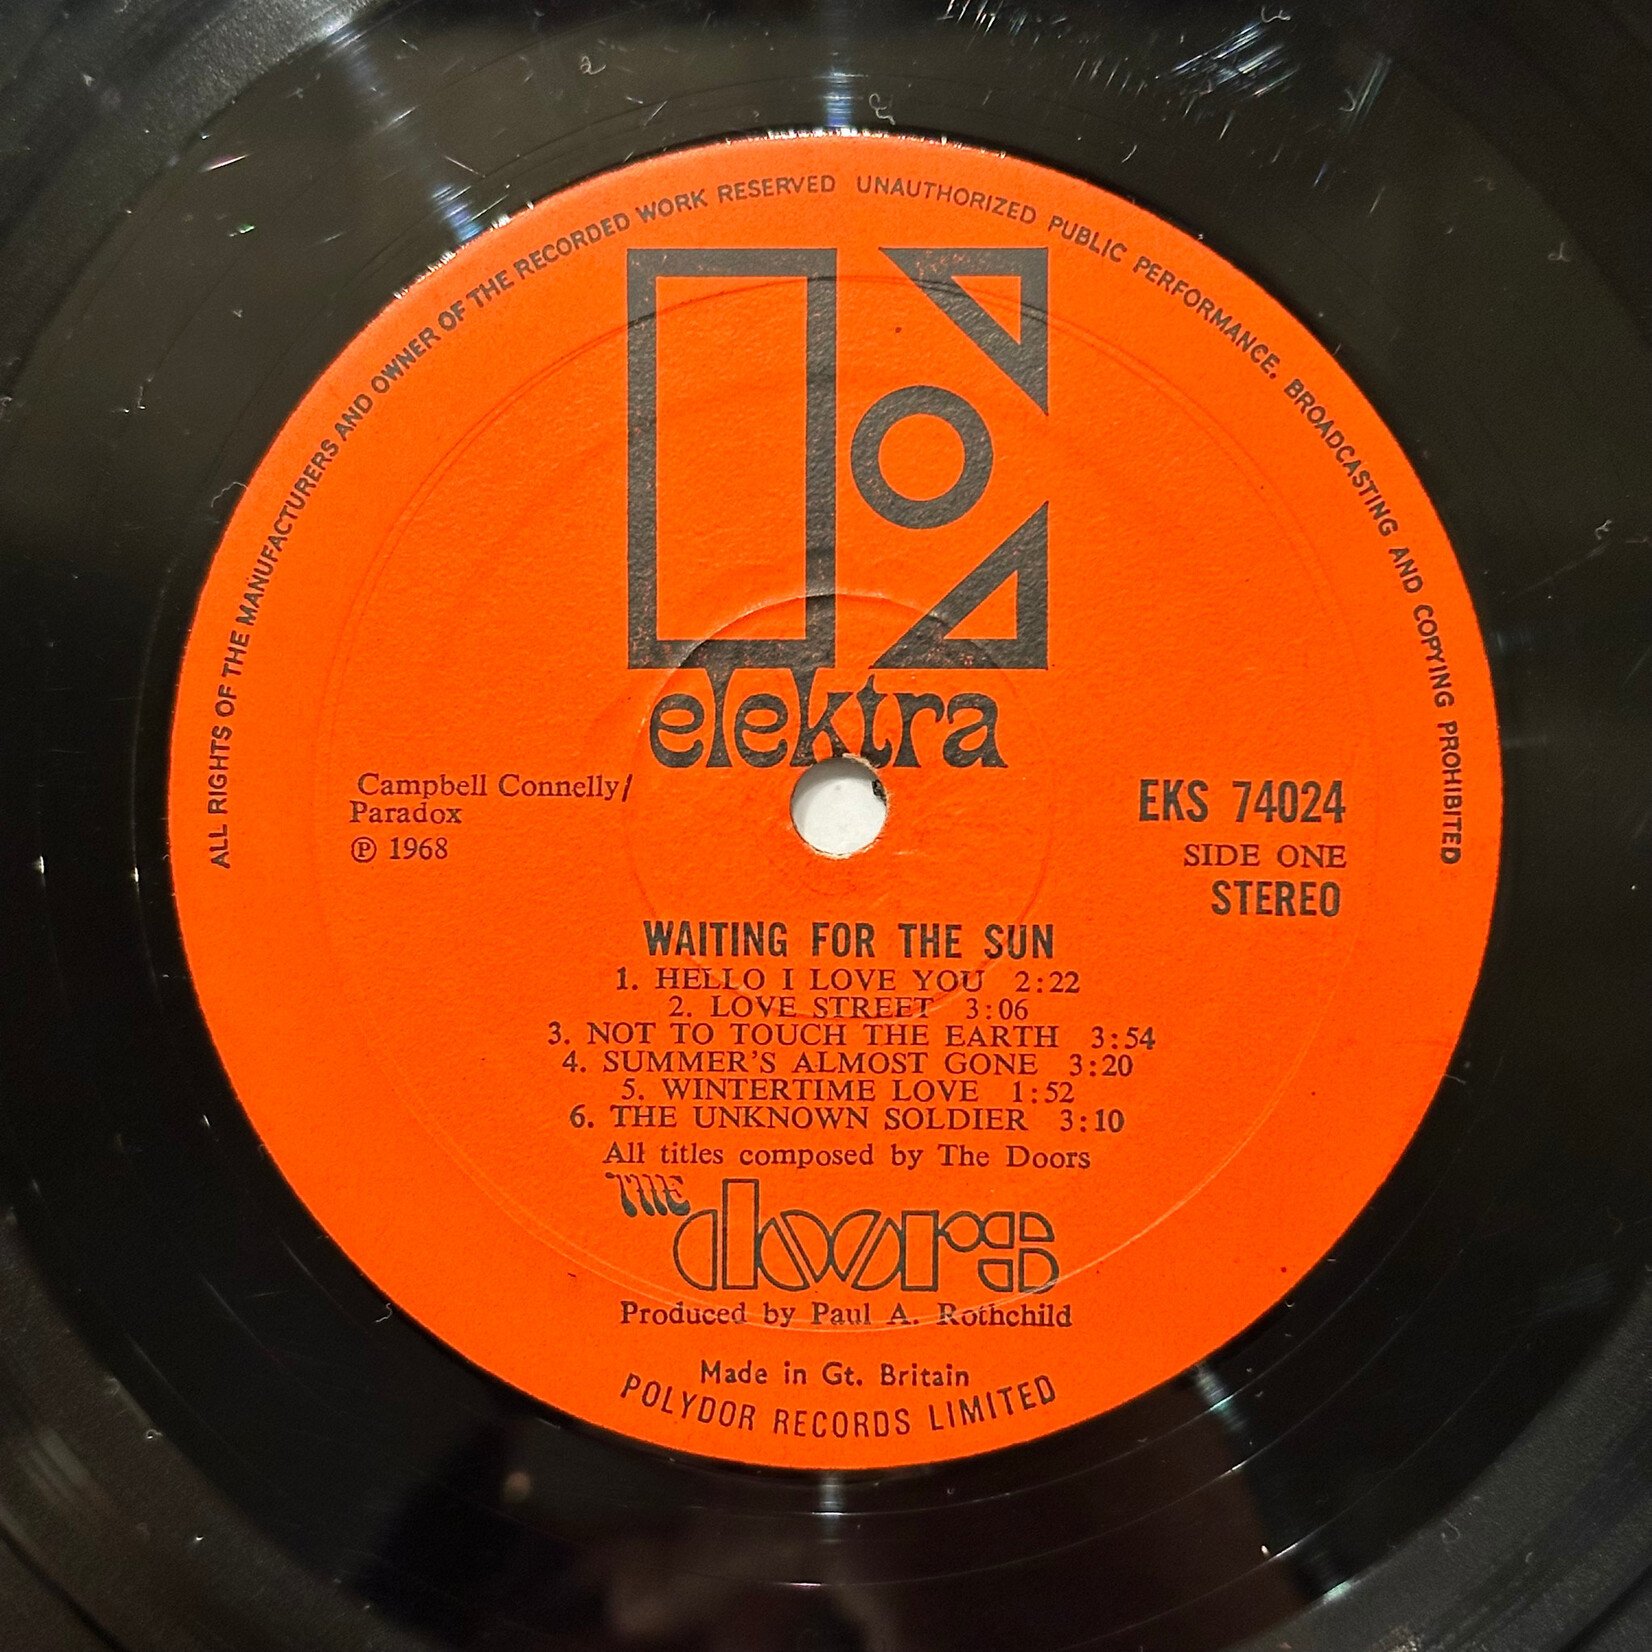 ALL RIGHTS OF THE MANUFACTURERS AND OWNER OF THE RECORDED WORK RESERVED UNAUTHORIZED PUBLIC PERFORMANCE. BROADCASTING AND COPYING PROHIBITED
elektra
Campbell Connelly/
Paradox
℗ 1968
EKS 74024
SIDE ONE
STEREO
WAITING FOR THE SUN
1. HELLO I LOVE YOU 2:22
2. LOVE STREET 3:06
3. NOT TO TOUCH THE EARTH 3:54
4. SUMMER'S ALMOST GONE 3:20
5. WINTERTIME LOVE 1:52
6. THE UNKNOWN SOLDIER 3:10
All titles composed by The Doors
THE doors
Produced by Paul A. Rothchild
Made in Gt. Britain
POLYDOR RECORDS LIMITED